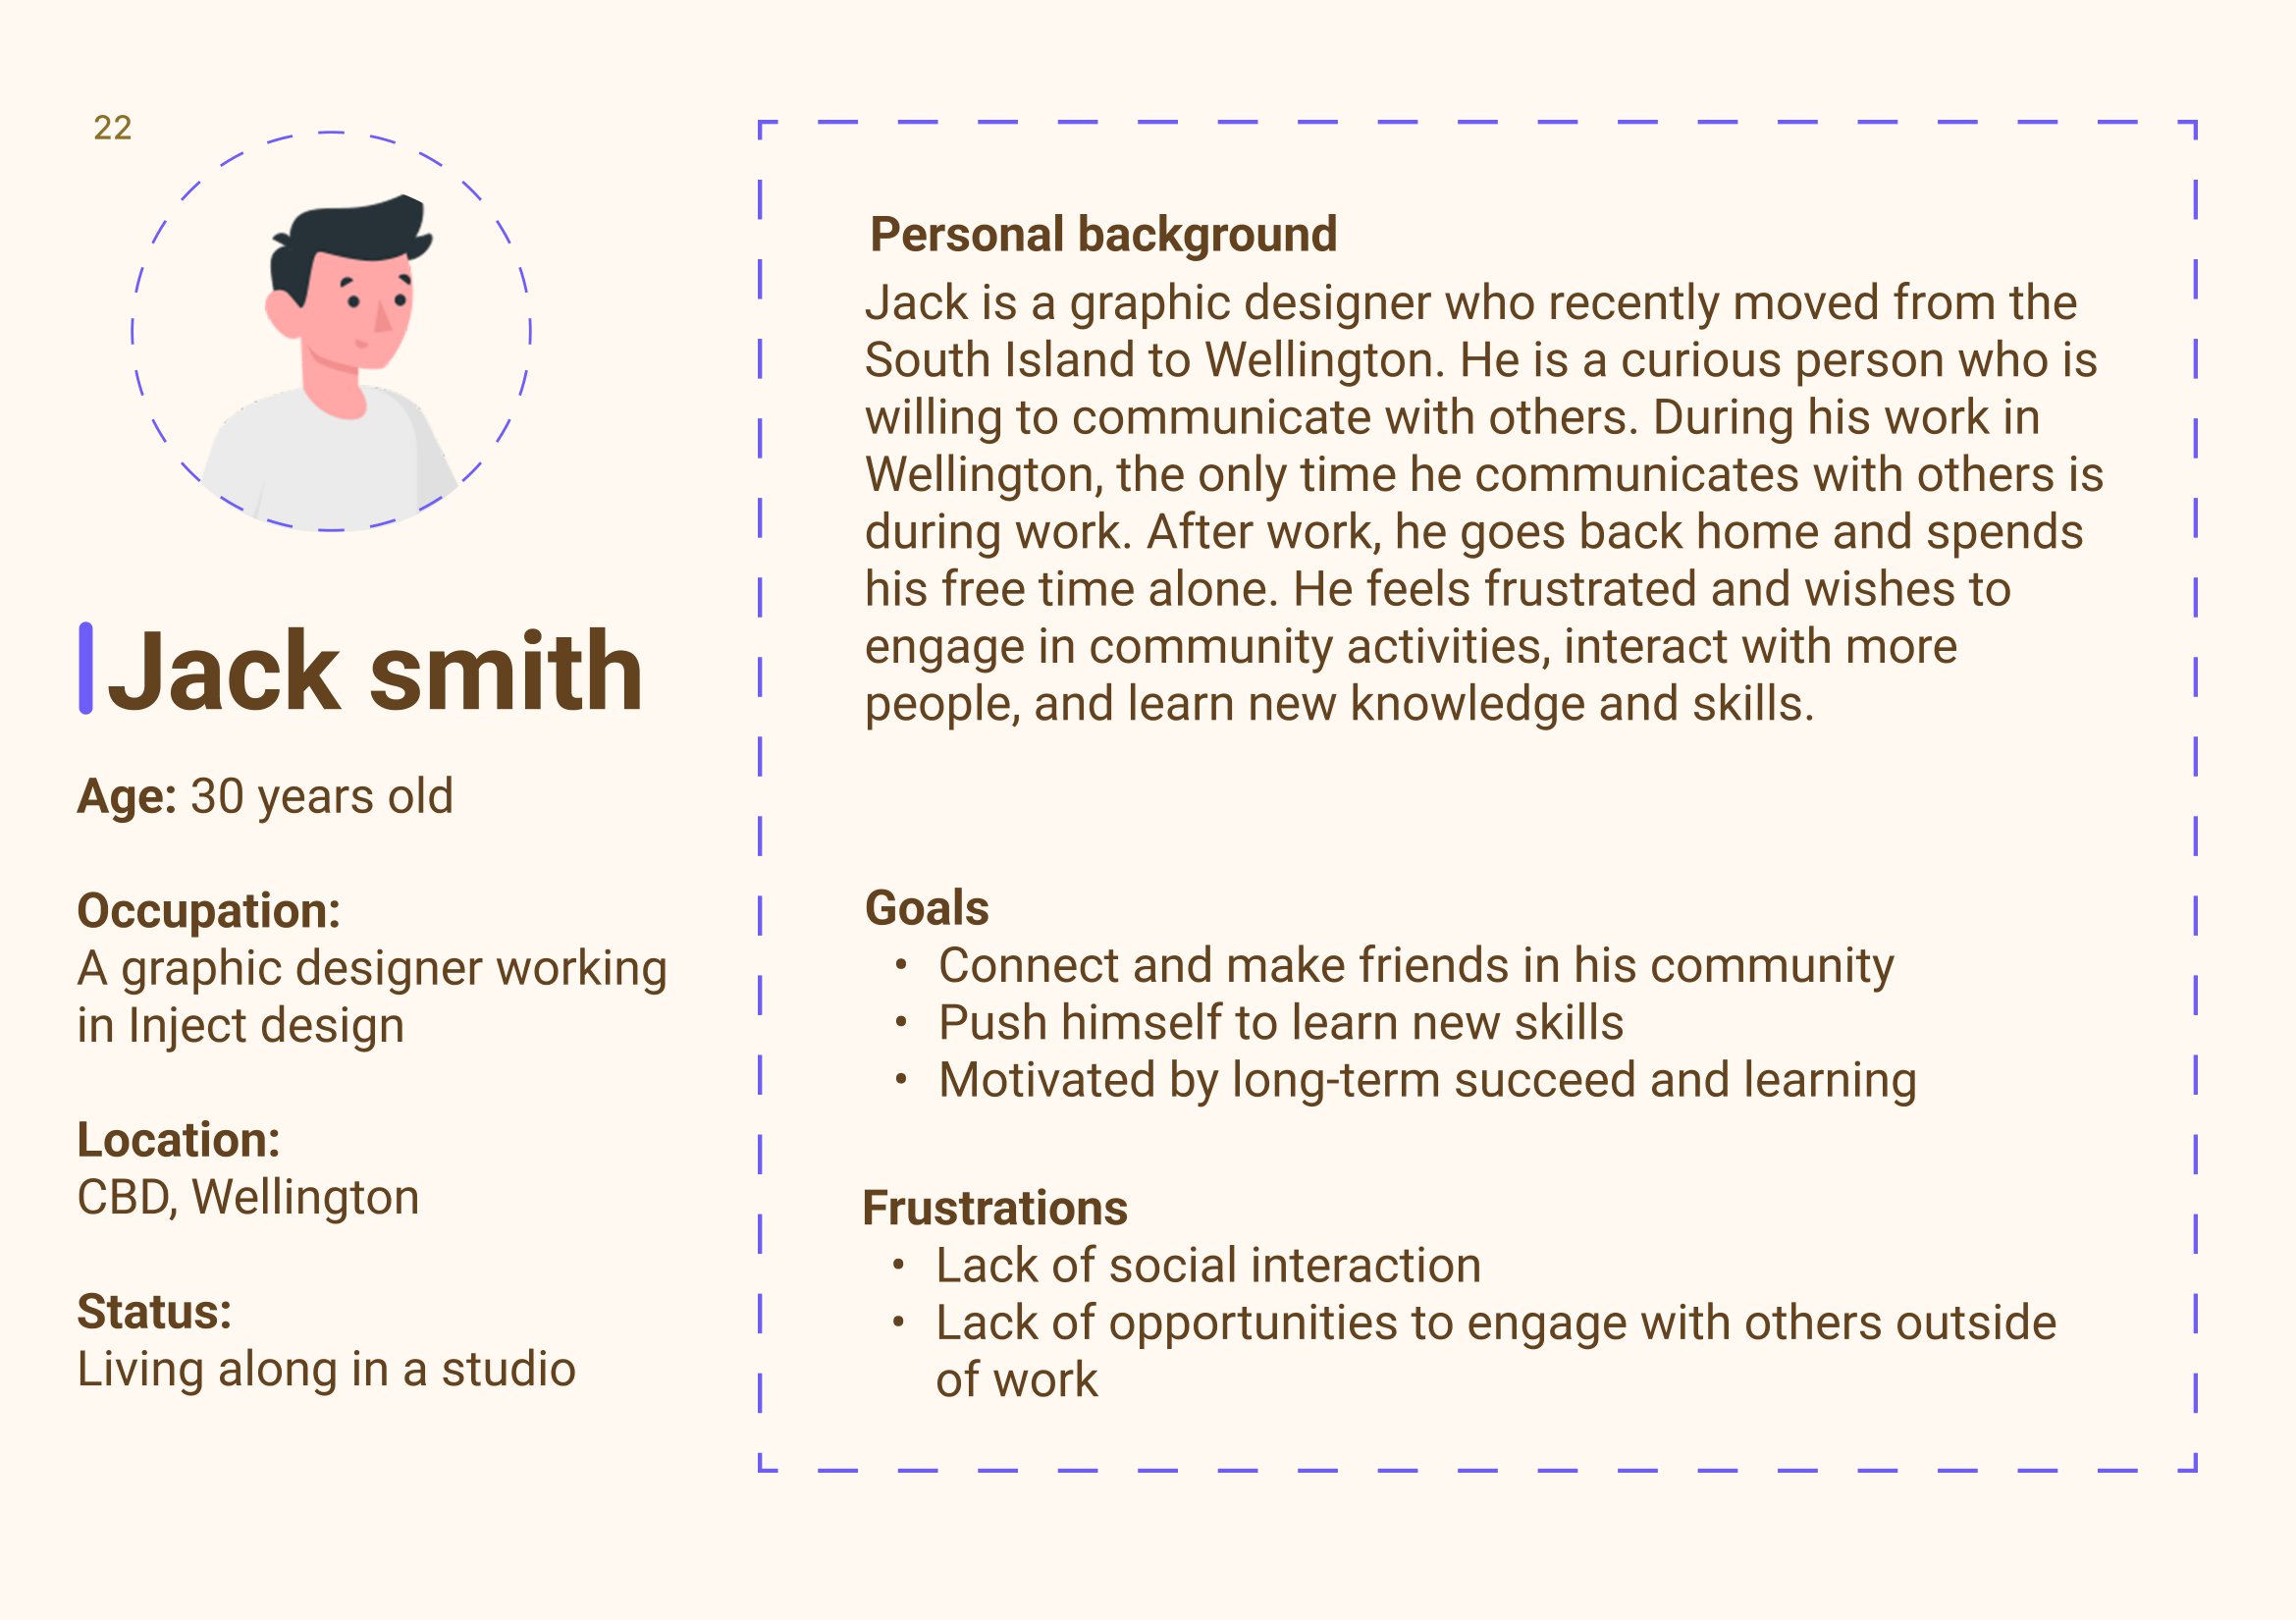 22
Jack smith
Age: 30 years old
Occupation:
A graphic designer working
in Inject design
Location:
CBD, Wellington
Status:
Living along in a studio
Personal background
Jack is a graphic designer who recently moved from the
South Island to Wellington. He is a curious person who is
willing to communicate with others. During his work in
Wellington, the only time he communicates with others is
during work. After work, he goes back home and spends
his free time alone. He feels frustrated and wishes to
engage in community activities, interact with more
people, and learn new knowledge and skills.
Goals
• Connect and make friends in his community
• Push himself to learn new skills
• Motivated by long-term succeed and learning
Frustrations
• Lack of social interaction
• Lack of opportunities to engage with others outside
of work